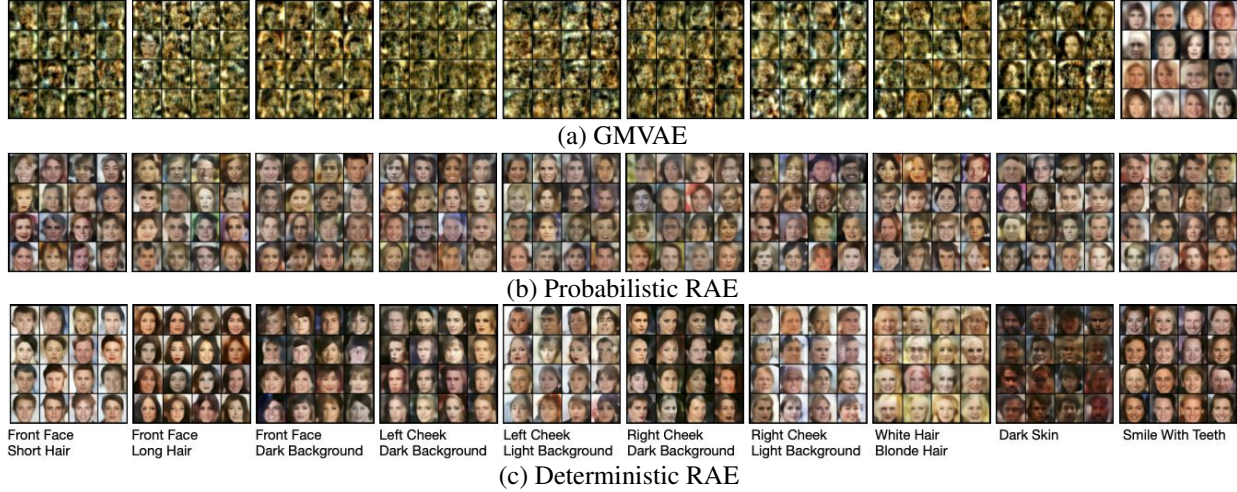 (a) GMVAE
(b) Probabilistic RAE
Front Face
Short Hair
Front Face
Long Hair
Front Face
Dark Background
Left Cheek
Dark Background
Left Cheek
Light Background
Right Cheek
Dark Background
Right Cheek
Light Background
White Hair
Blonde Hair
Dark Skin
Smile With Teeth
(c) Deterministic RAE